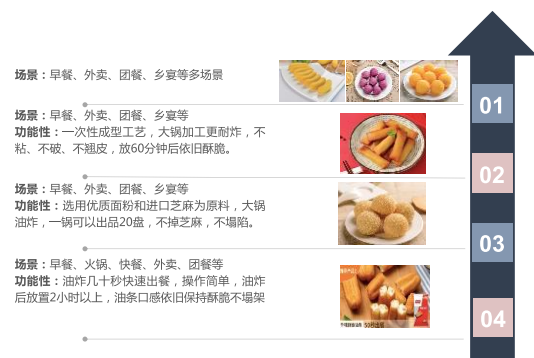 场景：早餐、外卖、团餐、乡宴等多场景
01
场景：早餐、外卖、团餐、乡宴等
功能性：一次性成型工艺，大锅加工更耐炸，不
粘、不破、不翘皮，放60分钟后依旧酥脆。
02
场景：早餐、外卖、团餐、乡宴等
功能性：选用优质面粉和进口芝麻为原料，大锅
油炸，一锅可以出品20盘，不掉芝麻，不塌陷。
03
场景：早餐、火锅、快餐、外卖、团餐等
功能性：油炸几十秒快速出餐，操作简单，油炸
后放置2小时以上，油条口感依旧保持酥脆不塌架
04